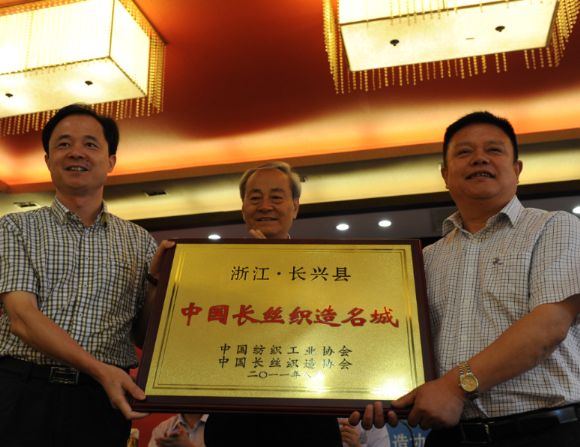 浙江·长兴县
中国长丝织造名城
中国纺织工业协会
中国长丝织造协会
二〇一一年八